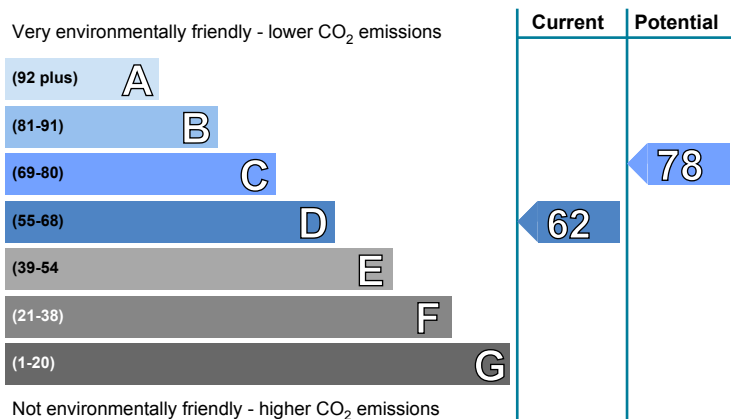 Current Potential
Very environmentally friendly - lower CO₂ emissions
(92 plus) A
(81-91) B
(69-80) C
78
(55-68) D 62
(39-54 E
(21-38) F
(1-20) G
Not environmentally friendly - higher CO₂ emissions